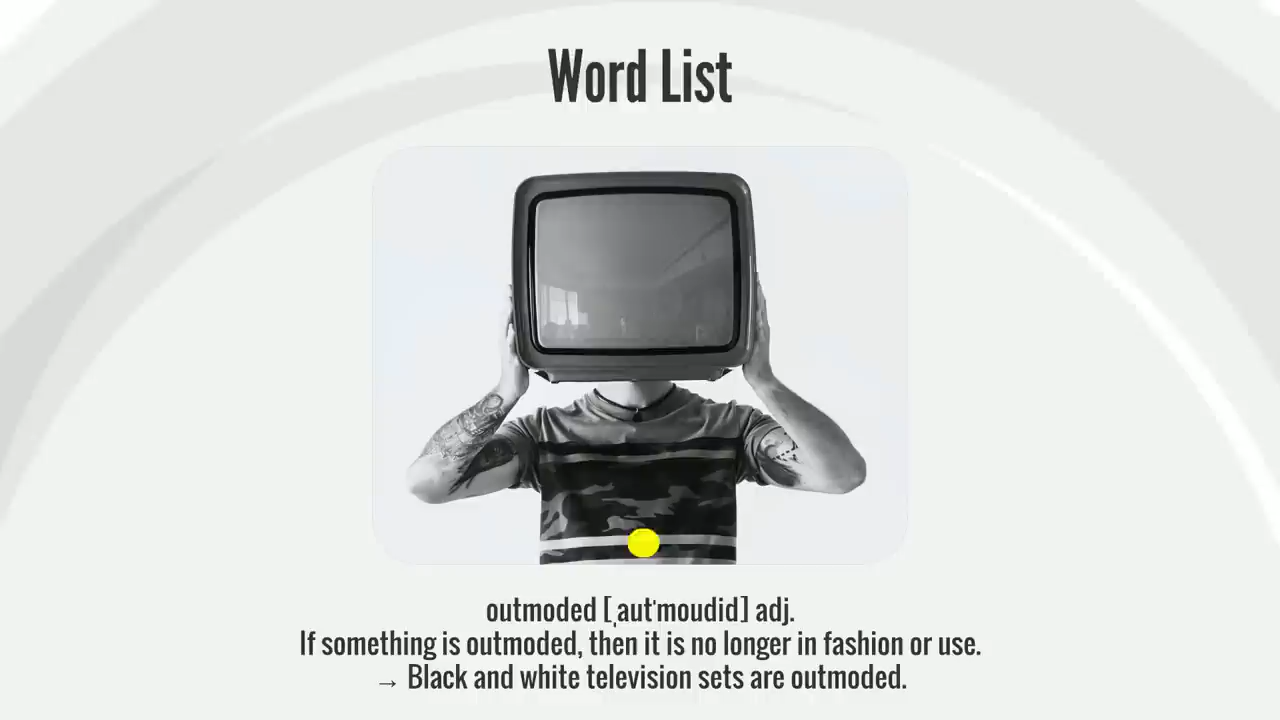 Word List
outmoded [ˌautˈmoudid] adj.
If something is outmoded, then it is no longer in fashion or use.
→ Black and white television sets are outmoded.